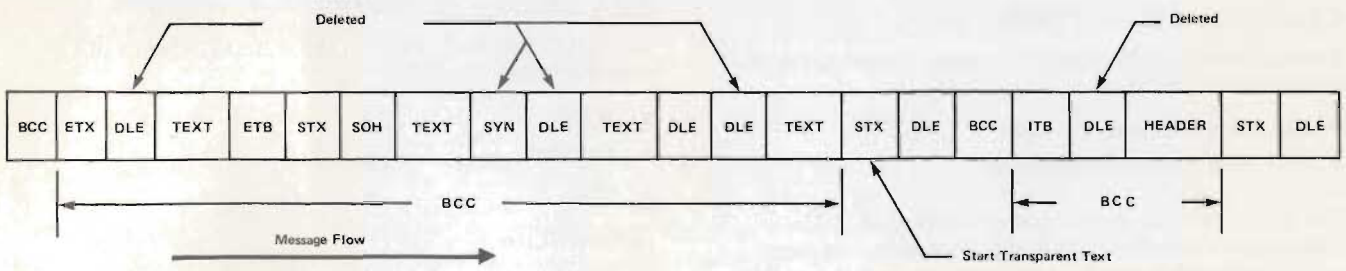 Deleted Deleted
BCC ETX DLE TEXT ETB STX SOH TEXT SYN DLE TEXT DLE DLE TEXT STX DLE BCC ITB DLE HEADER STX DLE
BCC BCC
Message Flow
Start Transparent Text